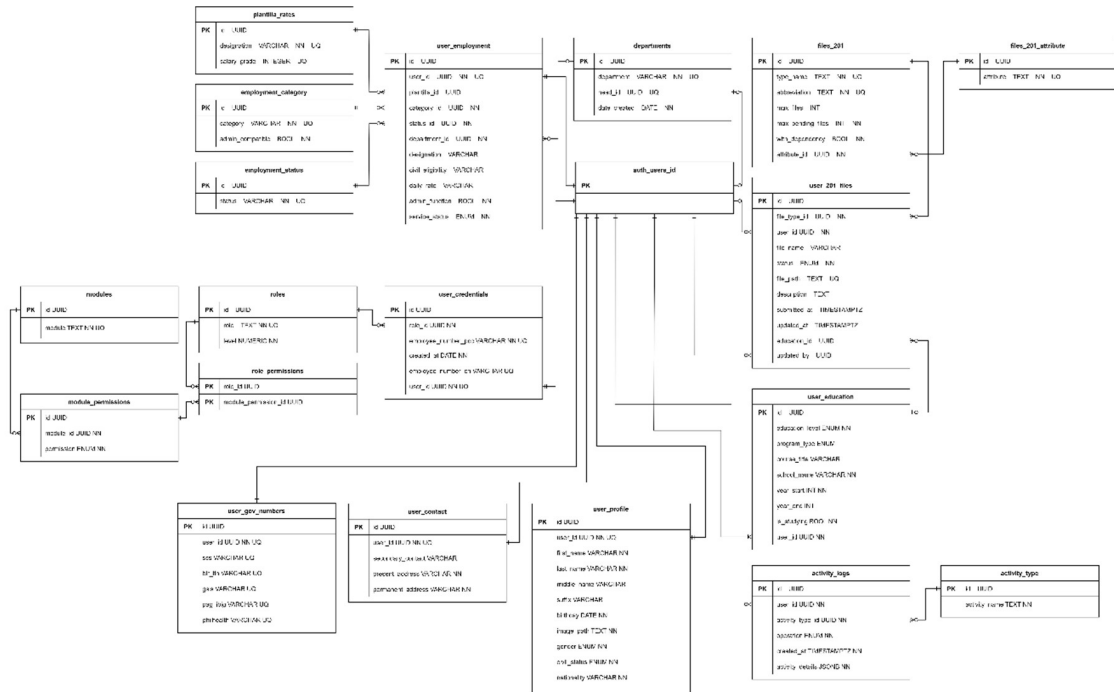 plantilla_rates
PK id UUID
designation VARCHAR NN UQ
salary_grade INTEGER UQ
employment_category
PK id UUID
category VARCHAR NN UQ
admin_compatible BOOL NN
employment_status
PK id UUID
status VARCHAR NN UQ
user_employment
PK id UUID
user_id UUID NN UQ
plantilla_id UUID
category_id UUID NN
status_id UUID NN
department_id UUID NN
designation VARCHAR
civil_eligibility VARCHAR
daily_rate VARCHAR
admin_function BOOL NN
service_status ENUM NN
departments
PK id UUID
department VARCHAR NN UQ
head_id UUID UQ
date_created DATE NN
auth_users_id
PK
files_201
PK id UUID
type_name TEXT NN UQ
abbreviation TEXT NN UQ
max_files INT
max_pending_files INT NN
with_dependency BOOL NN
attribute_id UUID NN
files_201_attribute
PK id UUID
attribute TEXT NN UQ
user_201_files
PK id UUID
file_type_id UUID NN
user_id UUID NN
file_name VARCHAR
status ENUM NN
file_path TEXT UQ
description TEXT
submitted_at TIMESTAMPTZ
updated_at TIMESTAMPTZ
education_id UUID
updated_by UUID
modules
PK id UUID
module TEXT NN UQ
roles
PK id UUID
role TEXT NN UQ
level NUMERIC NN
user_credentials
PK id UUID
role_id UUID NN
created_at DATE NN
user_id UUID NN UQ
role_permissions
PK role_id UUID
PK module_permission_id UUID
module_permissions
PK id UUID
module_id UUID NN
permission ENUM NN
user_education
PK id UUID
education_level ENUM NN
program_type ENUM
course_title VARCHAR
school_name VARCHAR NN
year_start INT NN
year_end INT
is_studying BOOL NN
user_id UUID NN
user_gov_numbers
PK id UUID
user_id UUID NN UQ
sss VARCHAR UQ
bir_tin VARCHAR UQ
gsis VARCHAR UQ
pag_ibig VARCHAR UQ
philhealth VARCHAR UQ
user_contact
PK id UUID
user_id UUID NN UQ
secondary_contact VARCHAR
present_address VARCHAR NN
permanent_address VARCHAR NN
user_profile
PK id UUID
user_id UUID NN UQ
first_name VARCHAR NN
last_name VARCHAR NN
middle_name VARCHAR
suffix VARCHAR
birthday DATE NN
image_path TEXT NN
gender ENUM NN
civil_status ENUM NN
nationality VARCHAR NN
activity_logs
PK id UUID
user_id UUID NN
activity_type_id UUID NN
operation ENUM NN
created_at TIMESTAMPTZ NN
activity_details JSONB NN
activity_type
PK id UUID
activity_name TEXT NN